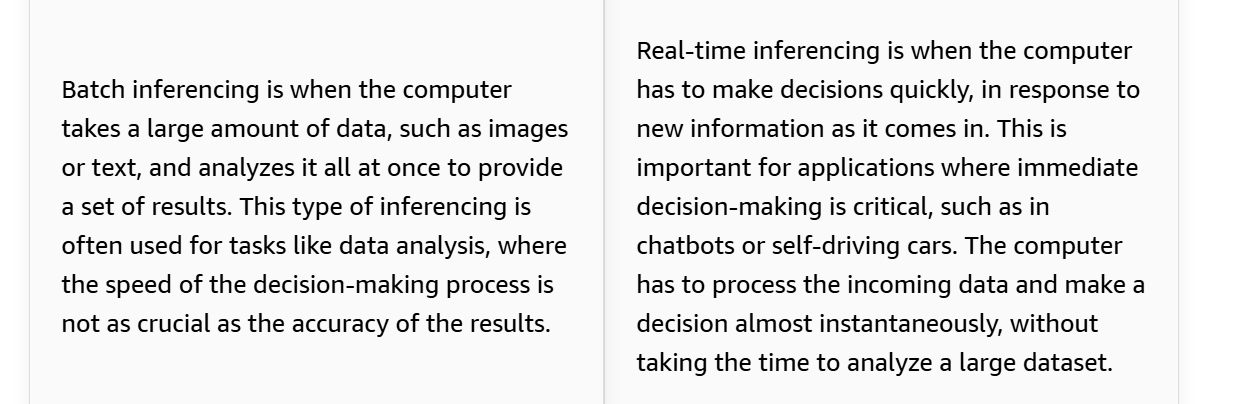 Batch inferencing is when the computer
takes a large amount of data, such as images
or text, and analyzes it all at once to provide
a set of results. This type of inferencing is
often used for tasks like data analysis, where
the speed of the decision-making process is
not as crucial as the accuracy of the results.
Real-time inferencing is when the computer
has to make decisions quickly, in response to
new information as it comes in. This is
important for applications where immediate
decision-making is critical, such as in
chatbots or self-driving cars. The computer
has to process the incoming data and make a
decision almost instantaneously, without
taking the time to analyze a large dataset.